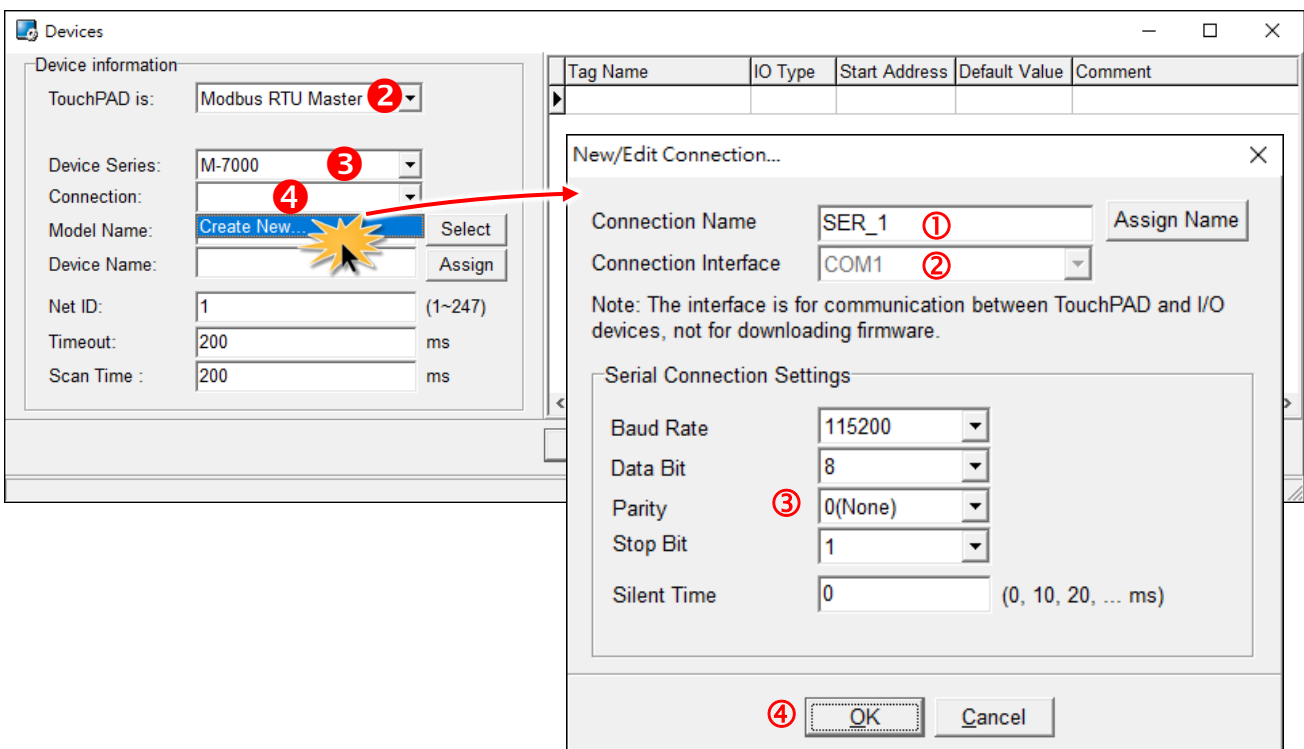 Devices
Device information
TouchPAD is: Modbus RTU Master ❷
Device Series: M-7000 ❸
Connection: ❹
Create New...
Model Name: Select
Device Name: Assign
Net ID: 1 (1~247)
Timeout: 200 ms
Scan Time : 200 ms
Tag Name IO Type Start Address Default Value Comment
New/Edit Connection...
Connection Name SER_1 ① Assign Name
Connection Interface COM1 ②
Note: The interface is for communication between TouchPAD and I/O
devices, not for downloading firmware.
Serial Connection Settings
Baud Rate 115200
Data Bit 8
Parity ③ 0(None)
Stop Bit 1
Silent Time 0 (0, 10, 20, ... ms)
④ OK Cancel